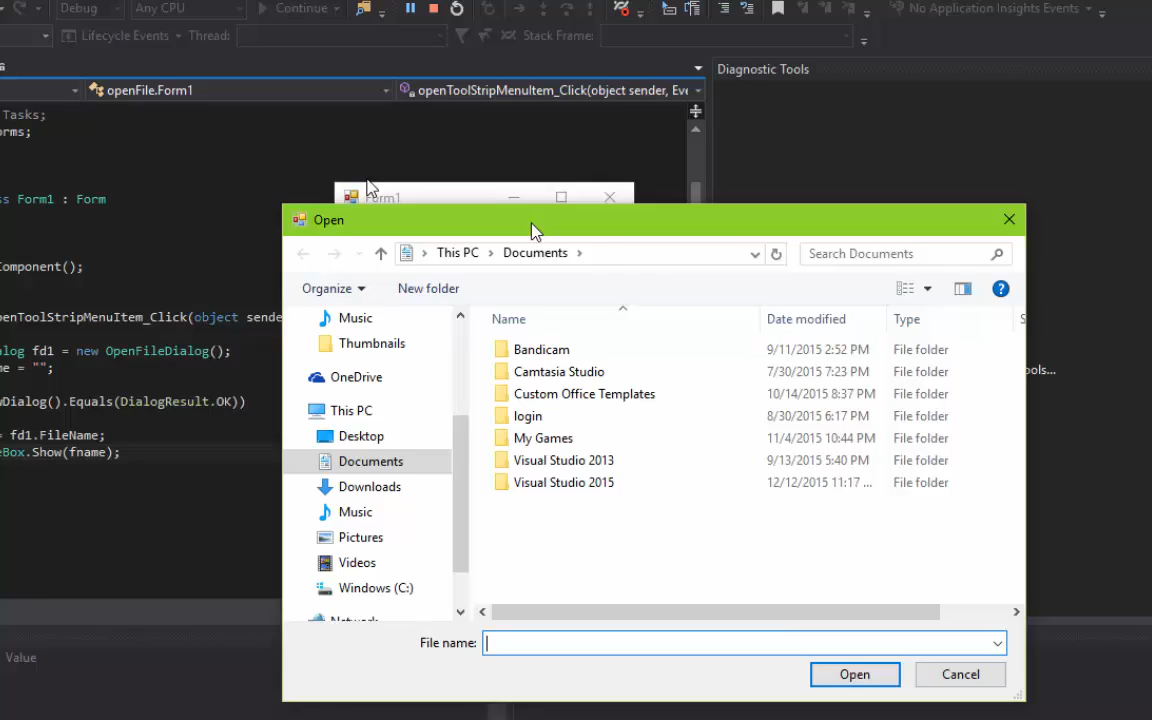 Debug
Any CPU
Continue
No Application Insights Events
Lifecycle Events
Thread:
Stack Frame:
Diagnostic Tools
openFile.Form1
openToolStripMenuItem_Click(object sender, Eve
Tasks;
orms;
ss Form1 : Form
Form1
Component();
penToolStripMenuItem_Click(object sende
alog fd1 = new OpenFileDialog();
me = "";
wDialog().Equals(DialogResult.OK))
= fd1.FileName;
eBox.Show(fname);
ools...
Value
Open
This PC
Documents
Search Documents
Organize
New folder
Name
Date modified
Type
S
Music
Thumbnails
OneDrive
This PC
Desktop
Documents
Downloads
Music
Pictures
Videos
Windows (C:)
Network
Bandicam 9/11/2015 2:52 PM File folder
Camtasia Studio 7/30/2015 7:23 PM File folder
Custom Office Templates 10/14/2015 8:37 PM File folder
login 8/30/2015 6:17 PM File folder
My Games 11/4/2015 10:44 PM File folder
Visual Studio 2013 9/13/2015 5:40 PM File folder
Visual Studio 2015 12/12/2015 11:17 ... File folder
File name:
Open
Cancel